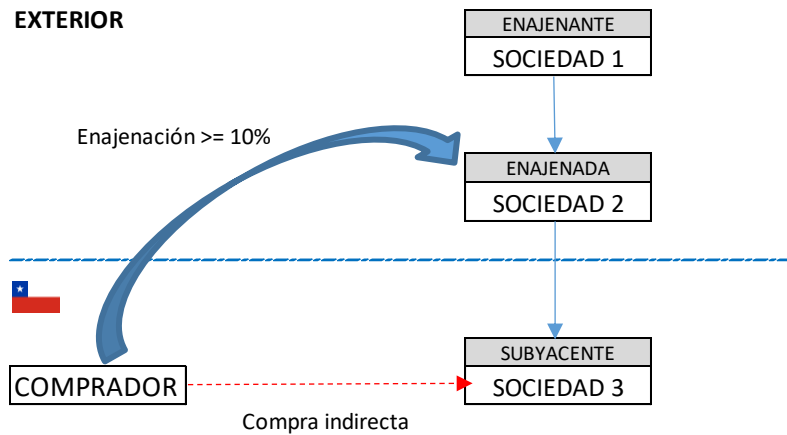 EXTERIOR
ENAJENANTE
SOCIEDAD 1
Enajenación >= 10%
ENAJENADA
SOCIEDAD 2
SUBYACENTE
SOCIEDAD 3
COMPRADOR
Compra indirecta